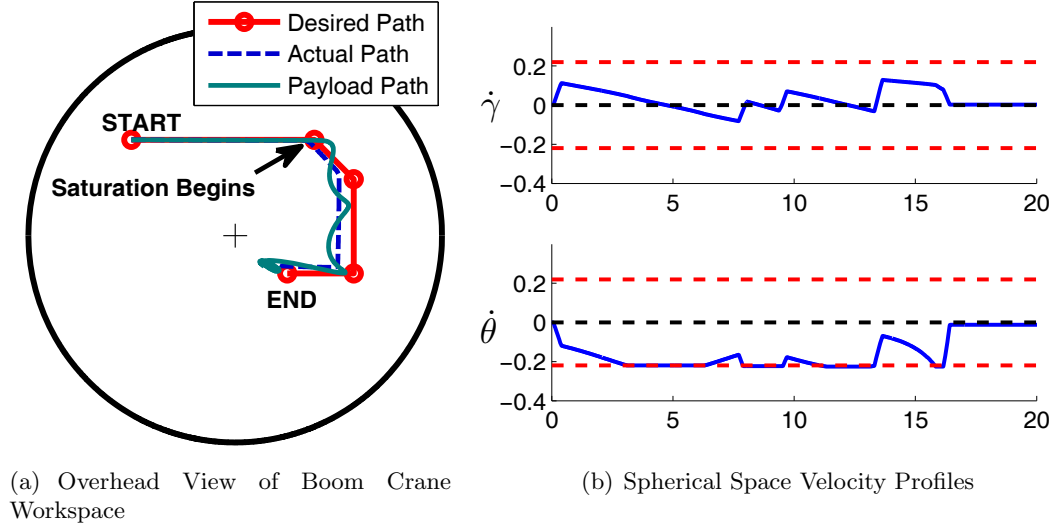 Desired Path
Actual Path
Payload Path
START
Saturation Begins
END
(a) Overhead View of Boom Crane
Workspace
γ̇
0.2
0
−0.2
−0.4
0 5 10 15 20
θ̇
0.2
0
−0.2
−0.4
0 5 10 15 20
(b) Spherical Space Velocity Profiles